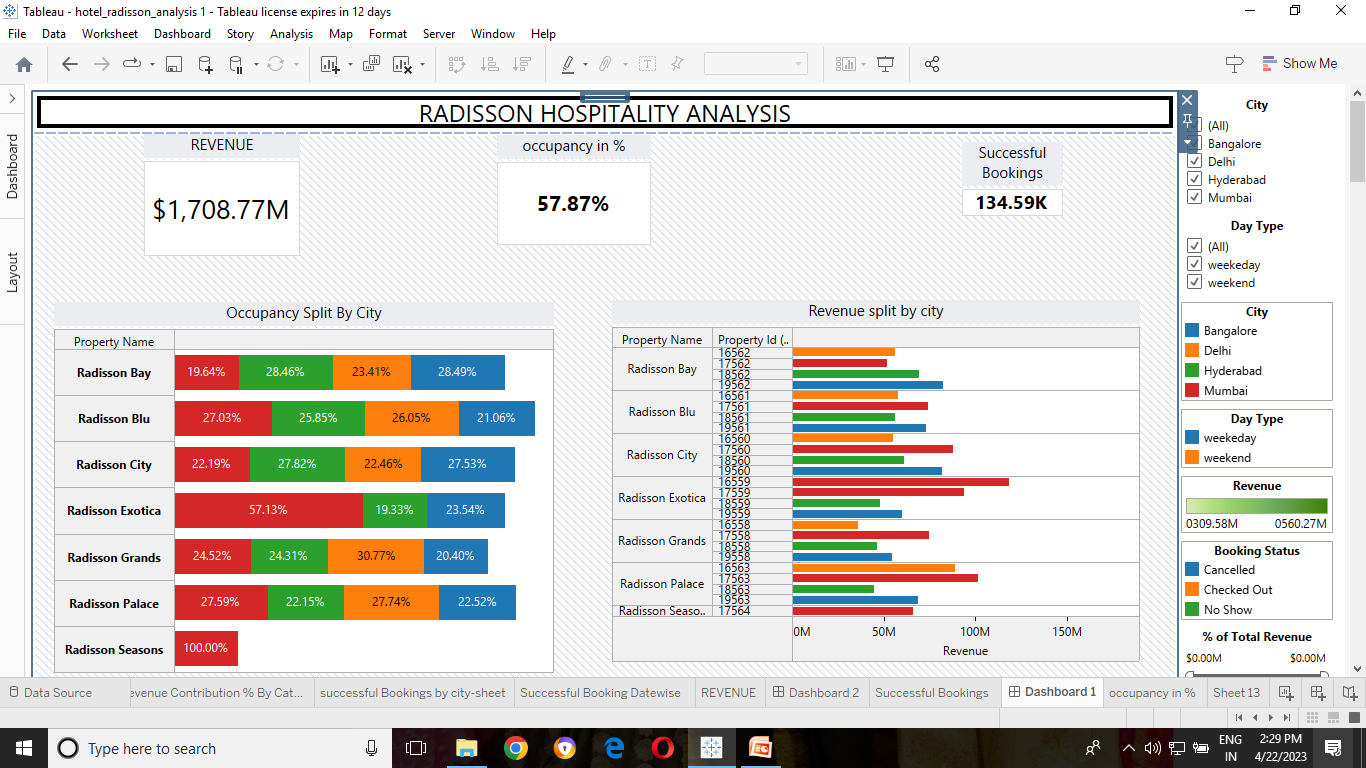 Tableau - hotel_radisson_analysis 1 - Tableau license expires in 12 days
File Data Worksheet Dashboard Story Analysis Map Format Server Window Help
Show Me
Dashboard
Layout
RADISSON HOSPITALITY ANALYSIS
REVENUE
$1,708.77M
occupancy in %
57.87%
Successful
Bookings
134.59K
Occupancy Split By City
Property Name
Radisson Bay 19.64% 28.46% 23.41% 28.49%
Radisson Blu 27.03% 25.85% 26.05% 21.06%
Radisson City 22.19% 27.82% 22.46% 27.53%
Radisson Exotica 57.13% 19.33% 23.54%
Radisson Grands 24.52% 24.31% 30.77% 20.40%
Radisson Palace 27.59% 22.15% 27.74% 22.52%
Radisson Seasons 100.00%
Revenue split by city
Property Name Property Id (..
Radisson Bay
16562
17562
18562
19562
Radisson Blu
16561
17561
18561
19561
Radisson City
16560
17560
18560
19560
Radisson Exotica
16559
17559
18559
19559
Radisson Grands
16558
17558
18558
19558
Radisson Palace
16563
17563
18563
19563
Radisson Seaso.. 17564
0M 50M 100M 150M
Revenue
City
(All)
Bangalore
Delhi
Hyderabad
Mumbai
Day Type
(All)
weekeday
weekend
City
Bangalore
Delhi
Hyderabad
Mumbai
Day Type
weekeday
weekend
Revenue
0309.58M 0560.27M
Booking Status
Cancelled
Checked Out
No Show
% of Total Revenue
$0.00M $0.00M
Data Source evenue Contribution % By Cat... successful Bookings by city-sheet Successful Booking Datewise REVENUE Dashboard 2 Successful Bookings Dashboard 1 occupancy in % Sheet 13
Type here to search
ENG
IN
2:29 PM
4/22/2023